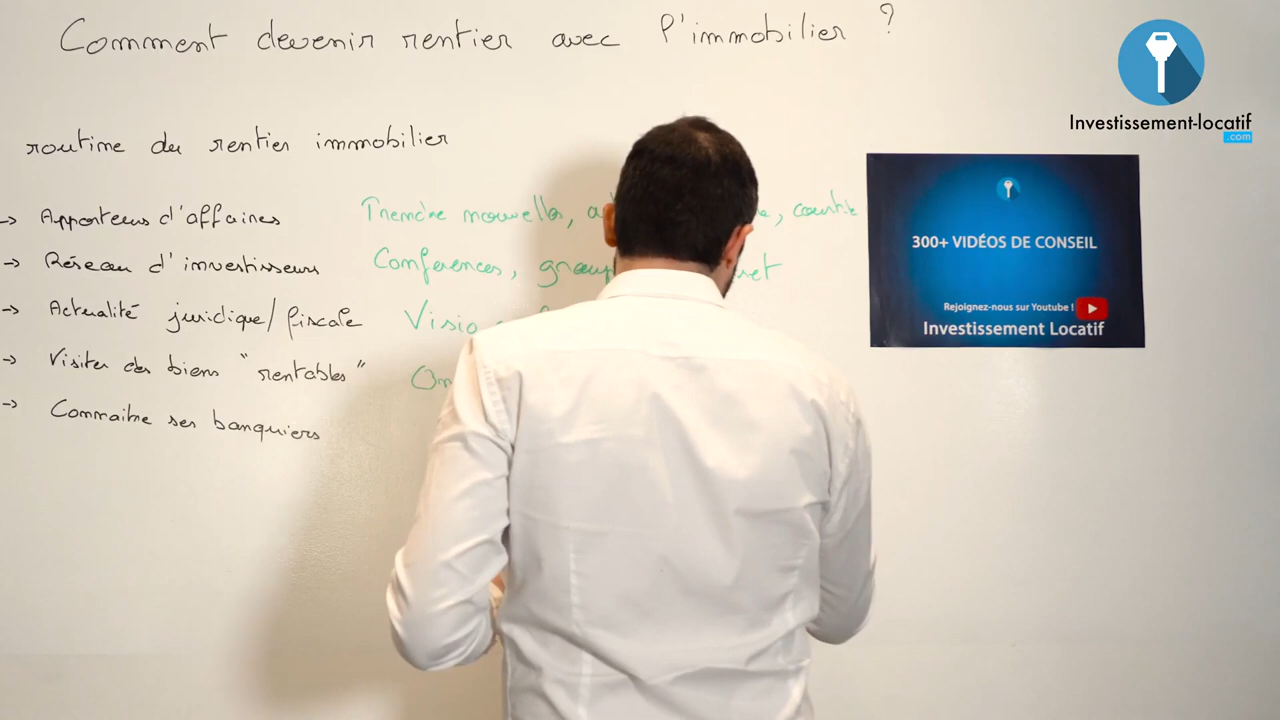 Comment devenir rentier avec l'immobilier ?
Investissement-locatif
.com
routine du rentier immobilier
-> Apporteurs d'affaires Prendre nouvelles,
-> Réseau d'investisseurs Conférences,
-> Actualité juridique/fiscale
-> Visiter des biens "rentables"
-> Connaitre ses banquiers
300+ VIDÉOS DE CONSEIL
Rejoignez-nous sur Youtube !
Investissement Locatif